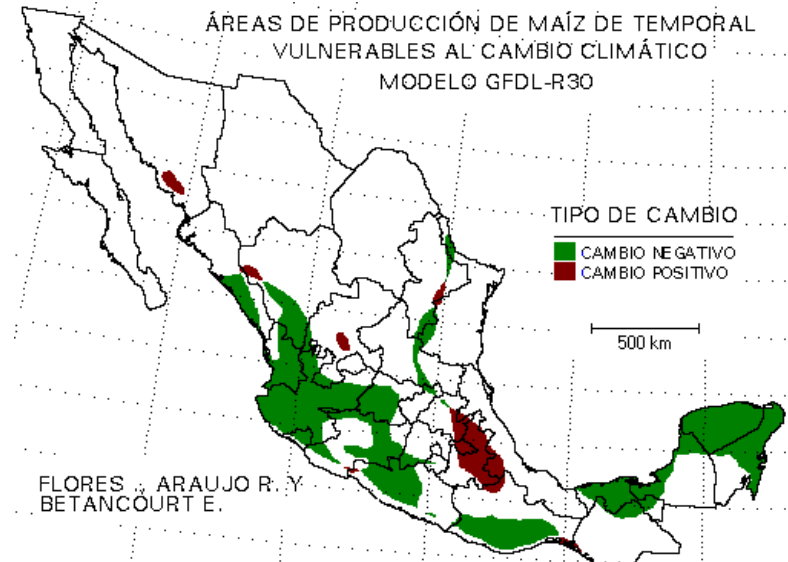 ÁREAS DE PRODUCCIÓN DE MAÍZ DE TEMPORAL
VULNERABLES AL CAMBIO CLIMÁTICO
MODELO GFDL-R30
TIPO DE CAMBIO
CAMBIO NEGATIVO
CAMBIO POSITIVO
500 km
FLORES , ARAUJO R. Y
BETANCOURT E.